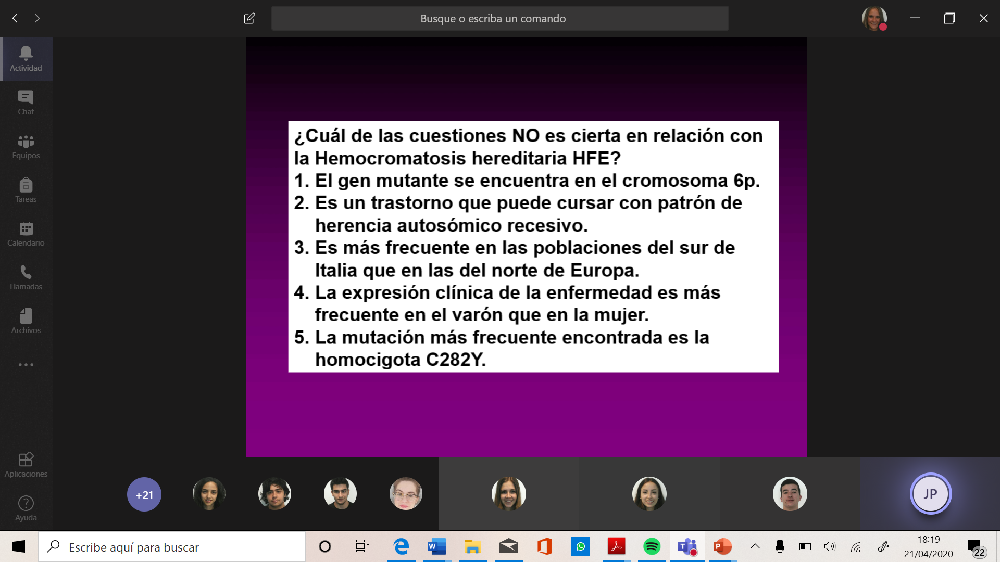 Busque o escriba un comando
Actividad
Chat
Equipos
Tareas
Calendario
Llamadas
Archivos
Aplicaciones
Ayuda
¿Cuál de las cuestiones NO es cierta en relación con
la Hemocromatosis hereditaria HFE?
1. El gen mutante se encuentra en el cromosoma 6p.
2. Es un trastorno que puede cursar con patrón de
herencia autosómico recesivo.
3. Es más frecuente en las poblaciones del sur de
Italia que en las del norte de Europa.
4. La expresión clínica de la enfermedad es más
frecuente en el varón que en la mujer.
5. La mutación más frecuente encontrada es la
homocigota C282Y.
+21
JP
Escribe aquí para buscar
18:19
21/04/2020
22